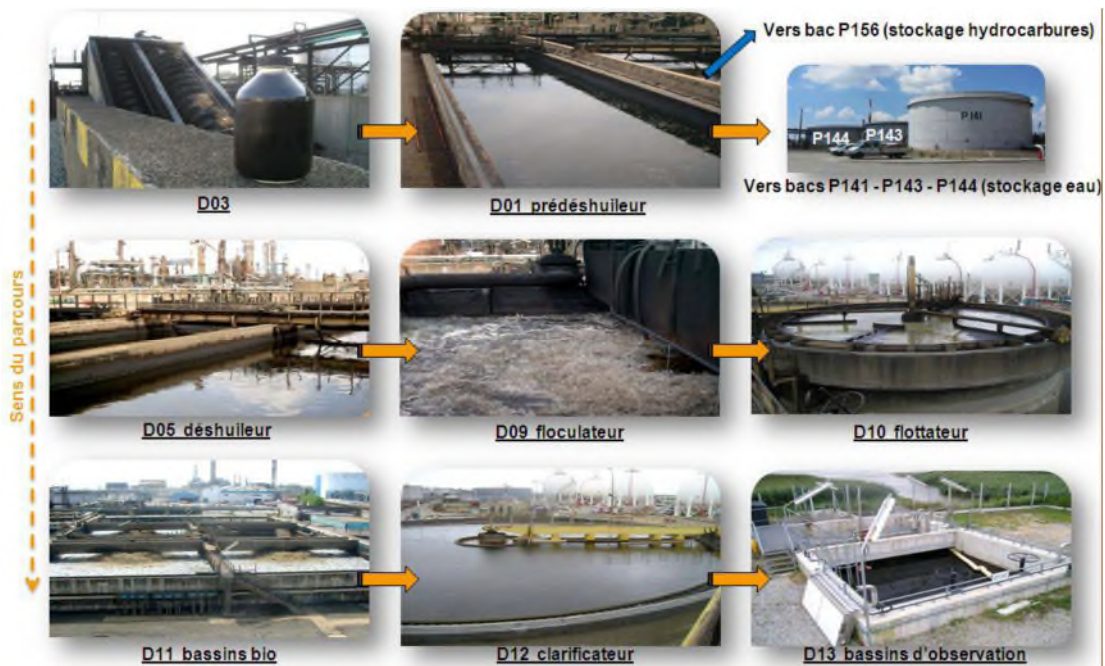 Vers bac P156 (stockage hydrocarbures)
P144
P143
P141
D03
D01 prédéshuileur
Vers bacs P141 - P143 - P144 (stockage eau)
Sens du parcours
D05 déshuileur
D09 floculateur
D10 flottateur
D11 bassins bio
D12 clarificateur
D13 bassins d'observation